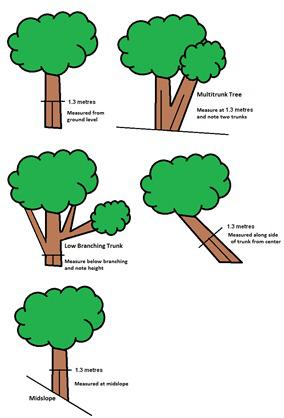 1.3 metres
Measured from
ground level
Multitrunk Tree
Measure at 1.3 metres
and note two trunks
Low Branching Trunk
Measure below branching
and note height
1.3 metres
Measured along side
of trunk from center
1.3 metres
Measured at midslope
Midslope